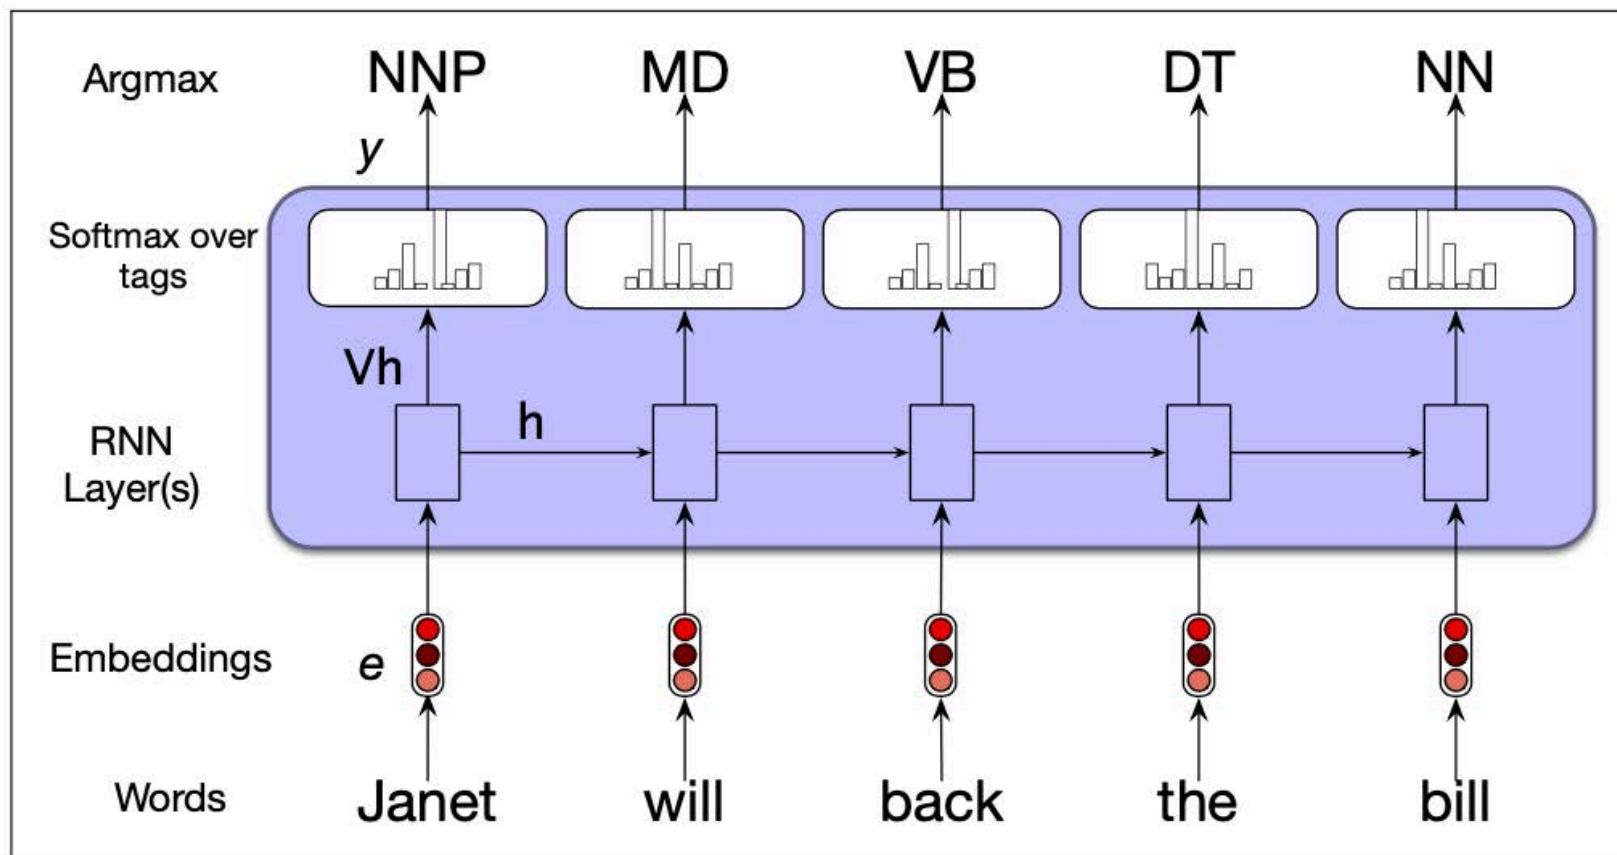 Argmax NNP MD VB DT NN
y
Softmax over
tags
Vh
RNN
Layer(s)
h
Embeddings e
Words Janet will back the bill